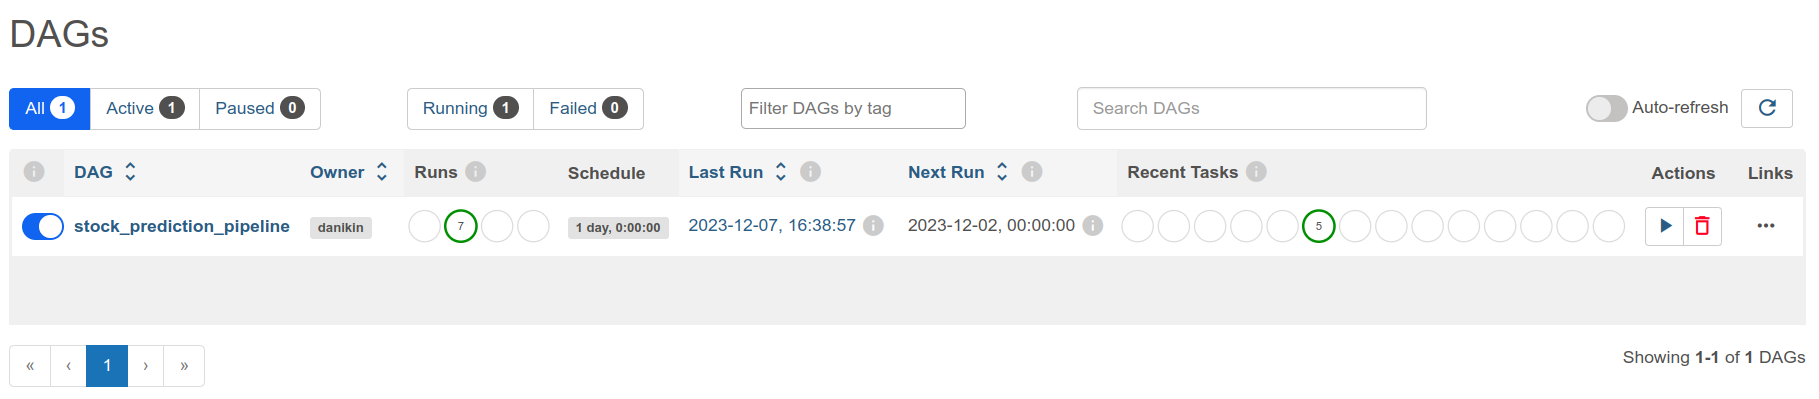 DAGs
All 1 Active 1 Paused 0 Running 1 Failed 0 Filter DAGs by tag Search DAGs Auto-refresh
i DAG Owner Runs i Schedule Last Run i Next Run i Recent Tasks i Actions Links
stock_prediction_pipeline danikin 7 1 day, 0:00:00 2023-12-07, 16:38:57 i 2023-12-02, 00:00:00 i 5 ...
« ‹ 1 › » Showing 1-1 of 1 DAGs